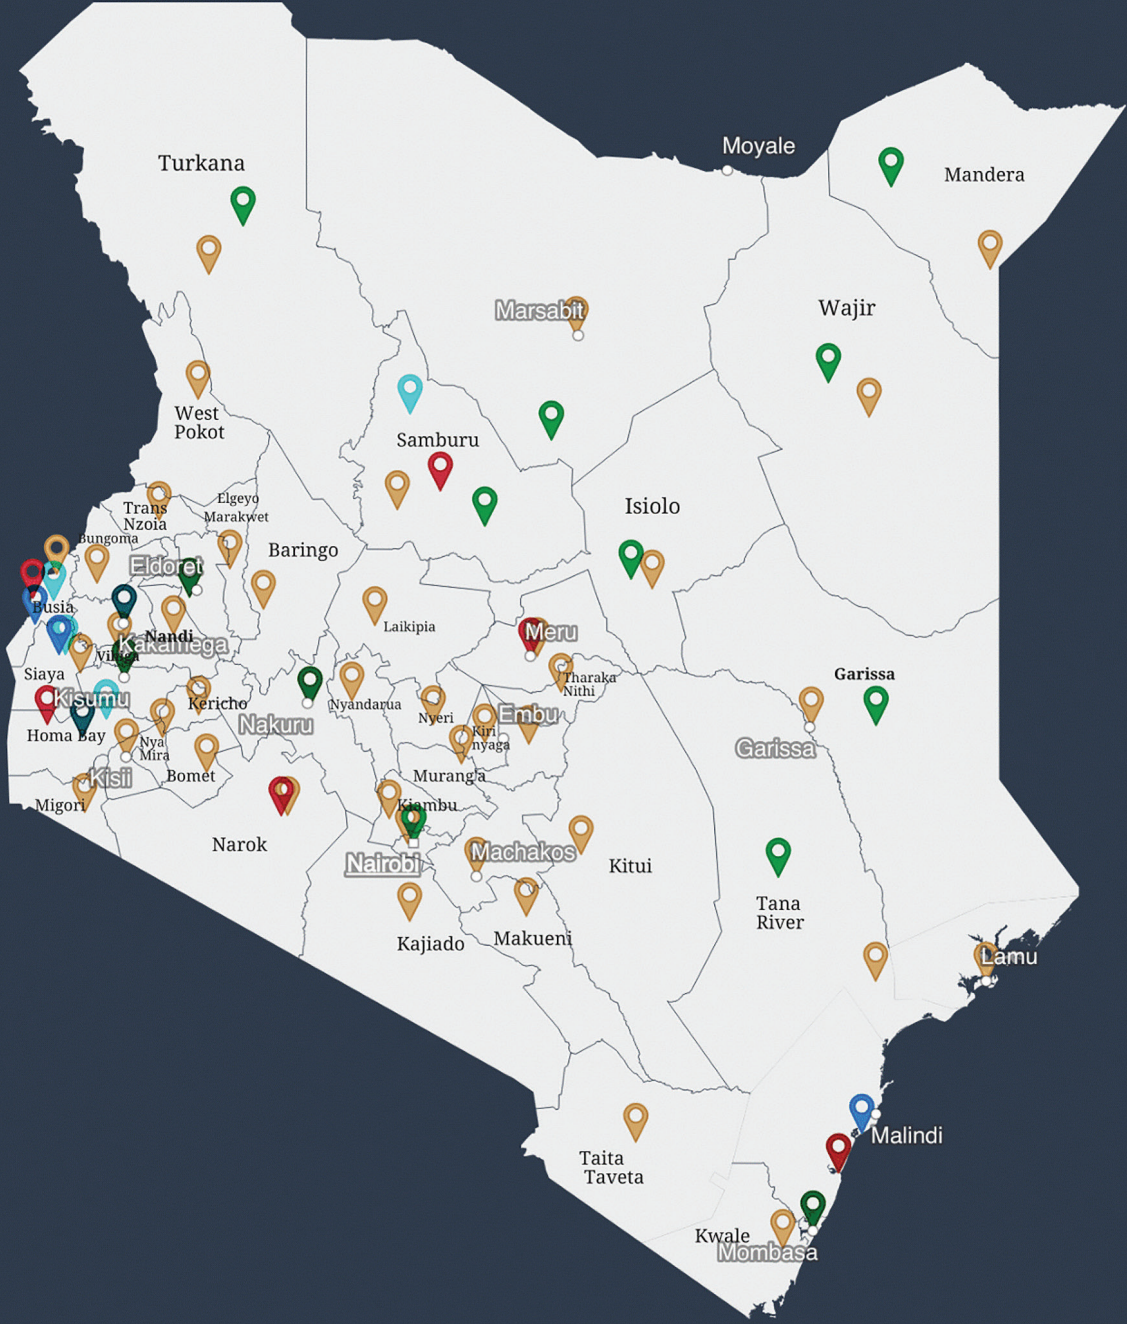 Moyale
Turkana
Mandera
Marsabit
Wajir
West
Pokot
Samburu
Elgeyo
Marakwet
Trans
Nzoia
Isiolo
Bungoma
Baringo
Eldoret
Busia
Laikipia
Nandi
Kakamega
Meru
Vihiga
Siaya
Tharaka
Nithi
Garissa
Kisumu
Kericho
Nyandarua
Nyeri
Embu
Nakuru
Kiri
nyaga
Homa Bay
Nya
Mira
Garissa
Kisii
Bomet
Murang'a
Migori
Kiambu
Narok
Nairobi
Machakos
Kitui
Tana
River
Kajiado
Makueni
Lamu
Malindi
Taita
Taveta
Kwale
Mombasa